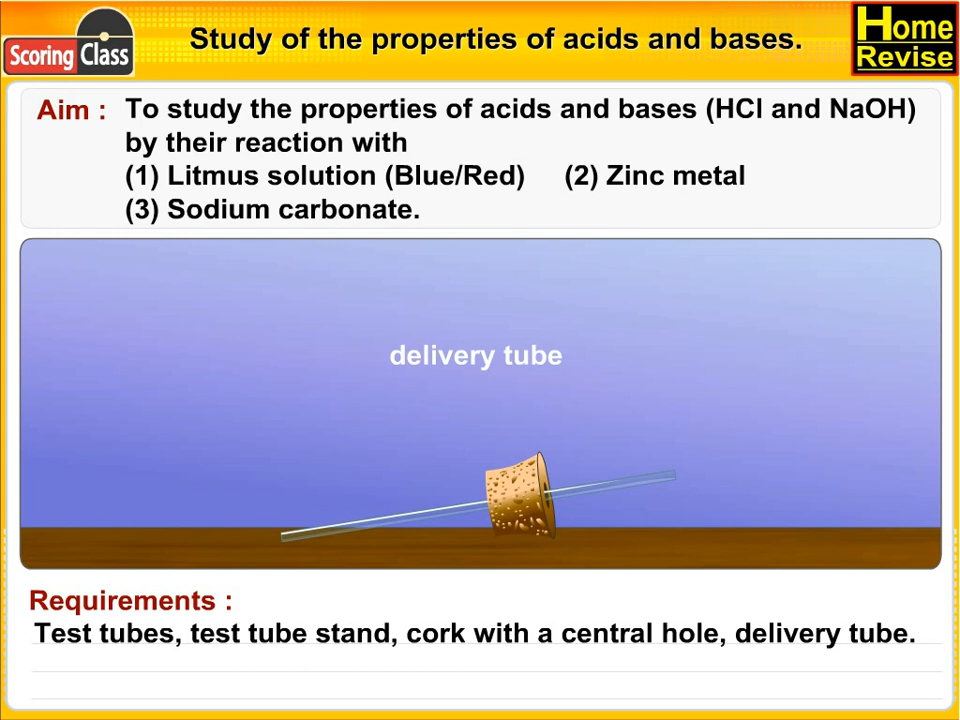 Scoring Class
Study of the properties of acids and bases.
Home
Revise
Aim : To study the properties of acids and bases (HCl and NaOH)
by their reaction with
(1) Litmus solution (Blue/Red) (2) Zinc metal
(3) Sodium carbonate.
delivery tube
Requirements :
Test tubes, test tube stand, cork with a central hole, delivery tube.